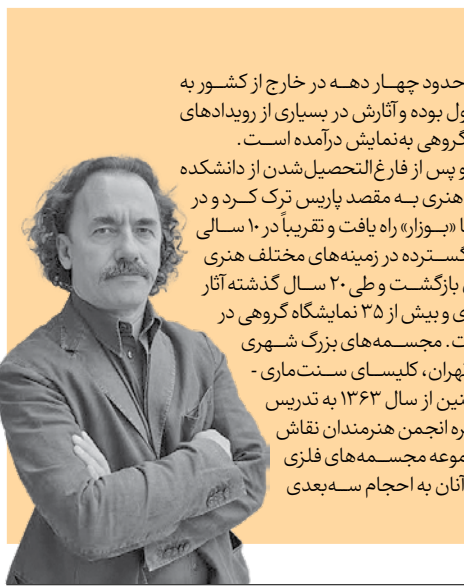 حدود چهار دهه در خارج از کشور به
ول بوده و آثارش در بسیاری از رویدادهای
گروهی به‌نمایش درآمده است.
و پس از فارغ‌التحصیل‌شدن از دانشکده
هنری به مقصد پاریس ترک کرد و در
ا «بوزار» راه یافت و تقریباً در ۱۰ سالی
گسترده در زمینه‌های مختلف هنری
بازگشت و طی ۲۰ سال گذشته آثار
ی و بیش از ۳۵ نمایشگاه گروهی در
ت. مجسمه‌های بزرگ شهری
تهران، کلیسای سنت‌ماری -
نین از سال ۱۳۶۳ به تدریس
ره انجمن هنرمندان نقاش
موعه مجسمه‌های فلزی
آنان به احجام سه‌بعدی